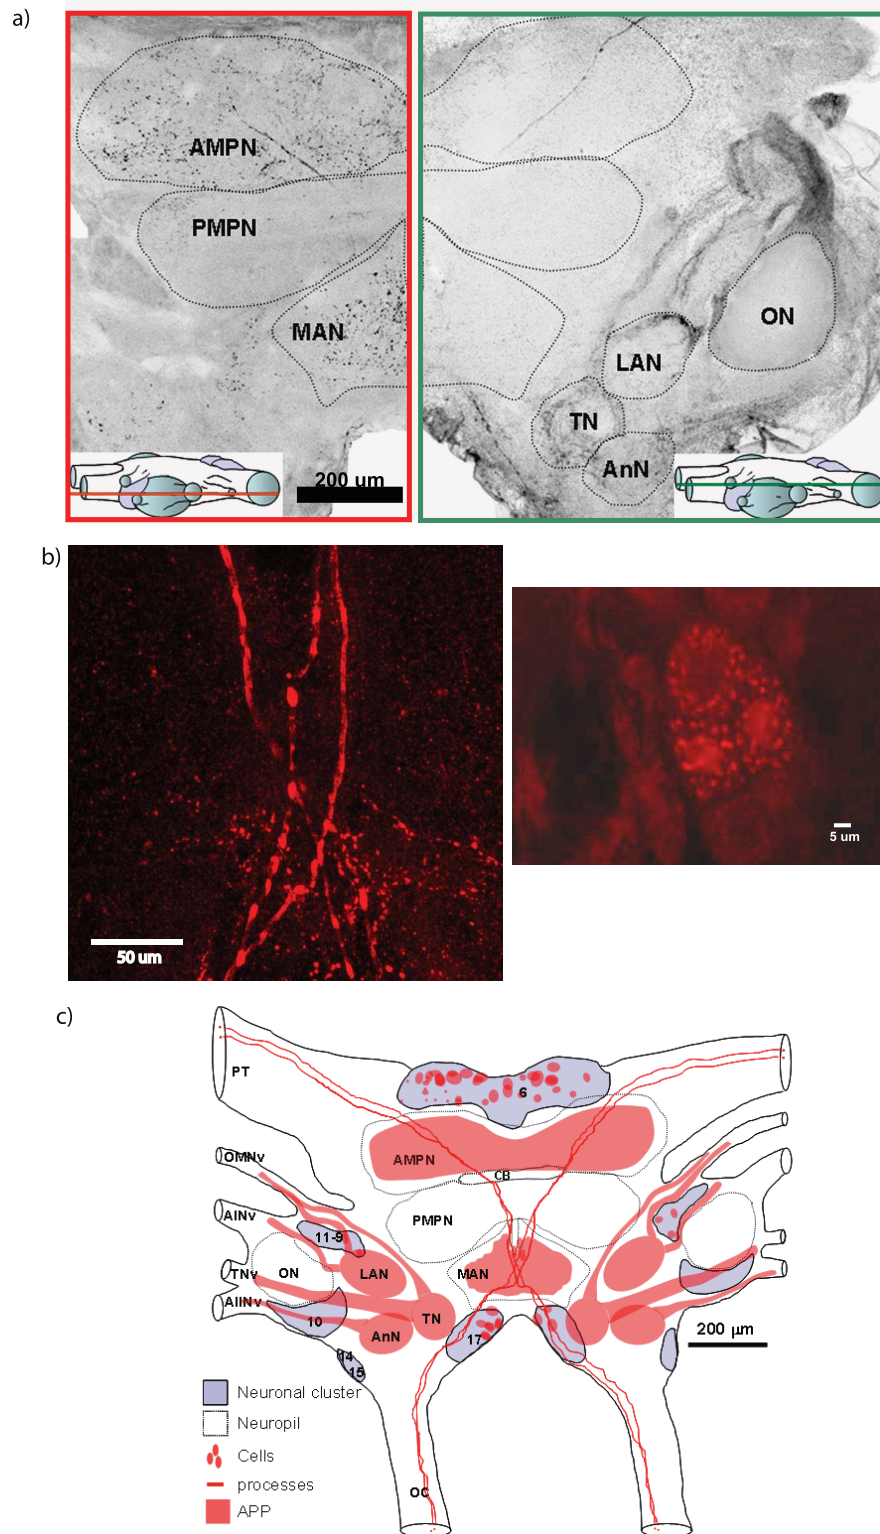 a)
AMPN
PMPN
MAN
200 um
ON
LAN
TN
AnN
b)
50 um
5 um
c)
PT
6
OMNv
AMPN
CB
AINv
PMPN
11-9
ON
LAN
MAN
TNv
AIINv
10
TN
AnN
17
200 µm
14
15
Neuronal cluster
Neuropil
Cells
processes
OC
APP